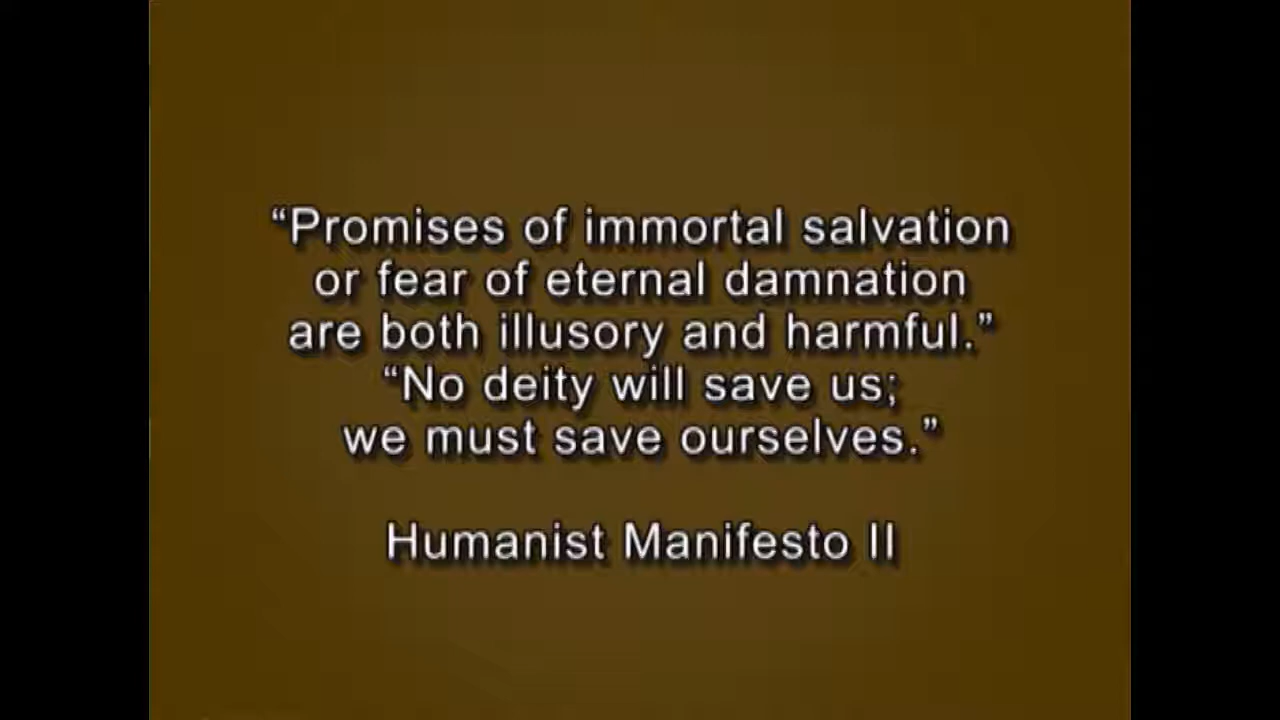 “Promises of immortal salvation
or fear of eternal damnation
are both illusory and harmful.”
“No deity will save us;
we must save ourselves.”
Humanist Manifesto II